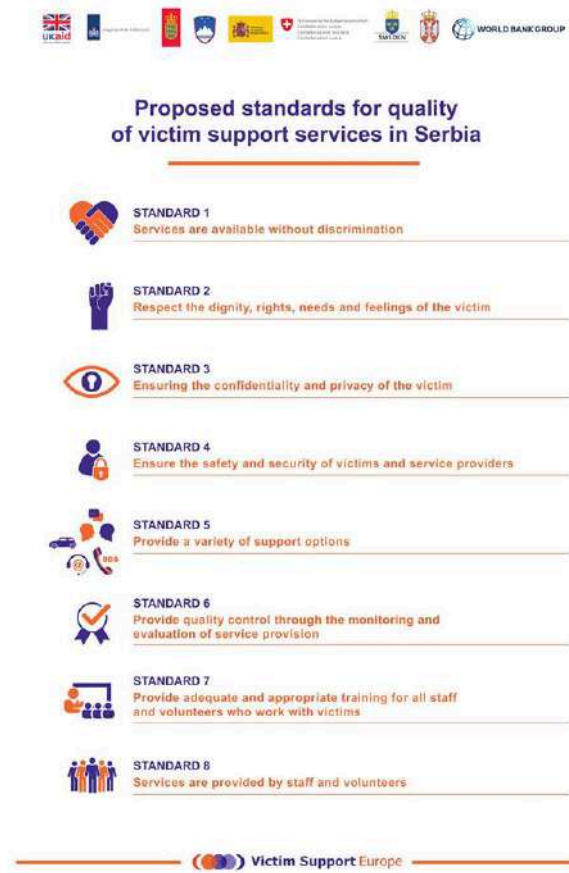 UKaid
SWEDEN
WORLD BANK GROUP
Proposed standards for quality
of victim support services in Serbia
STANDARD 1
Services are available without discrimination
STANDARD 2
Respect the dignity, rights, needs and feelings of the victim
STANDARD 3
Ensuring the confidentiality and privacy of the victim
STANDARD 4
Ensure the safety and security of victims and service providers
STANDARD 5
Provide a variety of support options
SOS
@
STANDARD 6
Provide quality control through the monitoring and
evaluation of service provision
STANDARD 7
Provide adequate and appropriate training for all staff
and volunteers who work with victims
STANDARD 8
Services are provided by staff and volunteers
Victim Support Europe